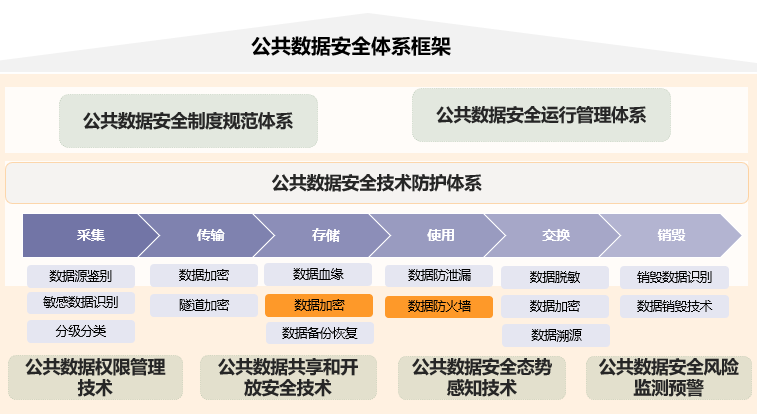 公共数据安全体系框架
公共数据安全制度规范体系
公共数据安全运行管理体系
公共数据安全技术防护体系
采集
传输
存储
使用
交换
销毁
数据源鉴别
数据加密
数据血缘
数据防泄漏
数据脱敏
销毁数据识别
敏感数据识别
隧道加密
数据加密
数据防火墙
数据加密
数据销毁技术
分级分类
数据备份恢复
数据溯源
公共数据权限管理
技术
公共数据共享和开
放安全技术
公共数据安全态势
感知技术
公共数据安全风险
监测预警